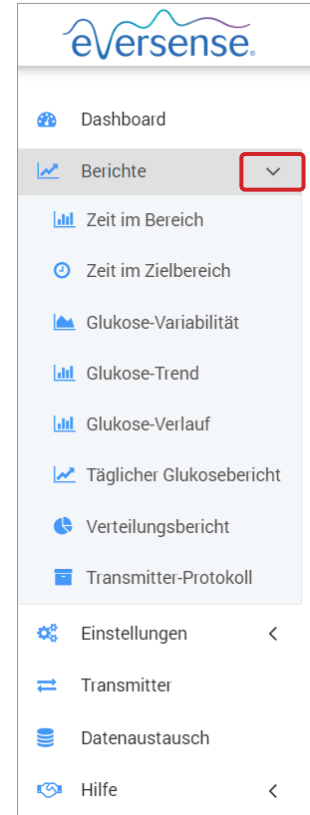 eversense.
Dashboard
Berichte
Zeit im Bereich
Zeit im Zielbereich
Glukose-Variabilität
Glukose-Trend
Glukose-Verlauf
Täglicher Glukosebericht
Verteilungsbericht
Transmitter-Protokoll
Einstellungen
Transmitter
Datenaustausch
Hilfe